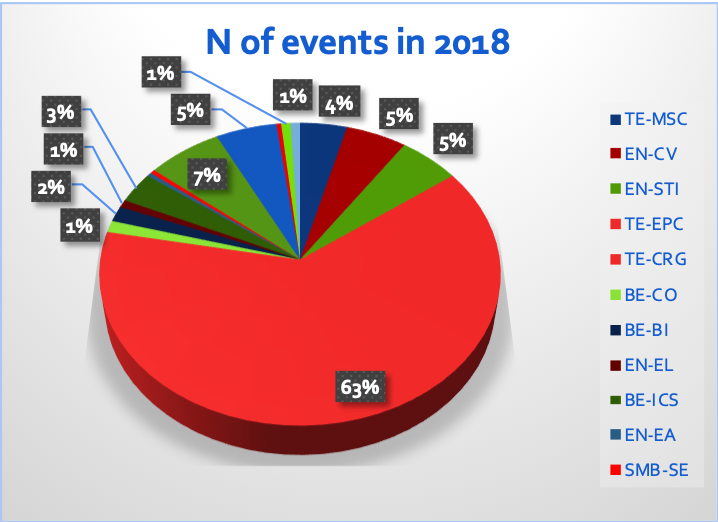 N of events in 2018
1%
1%
4%
5%
5%
5%
3%
1%
7%
2%
1%
63%
TE-MSC
EN-CV
EN-STI
TE-EPC
TE-CRG
BE-CO
BE-BI
EN-EL
BE-ICS
EN-EA
SMB-SE